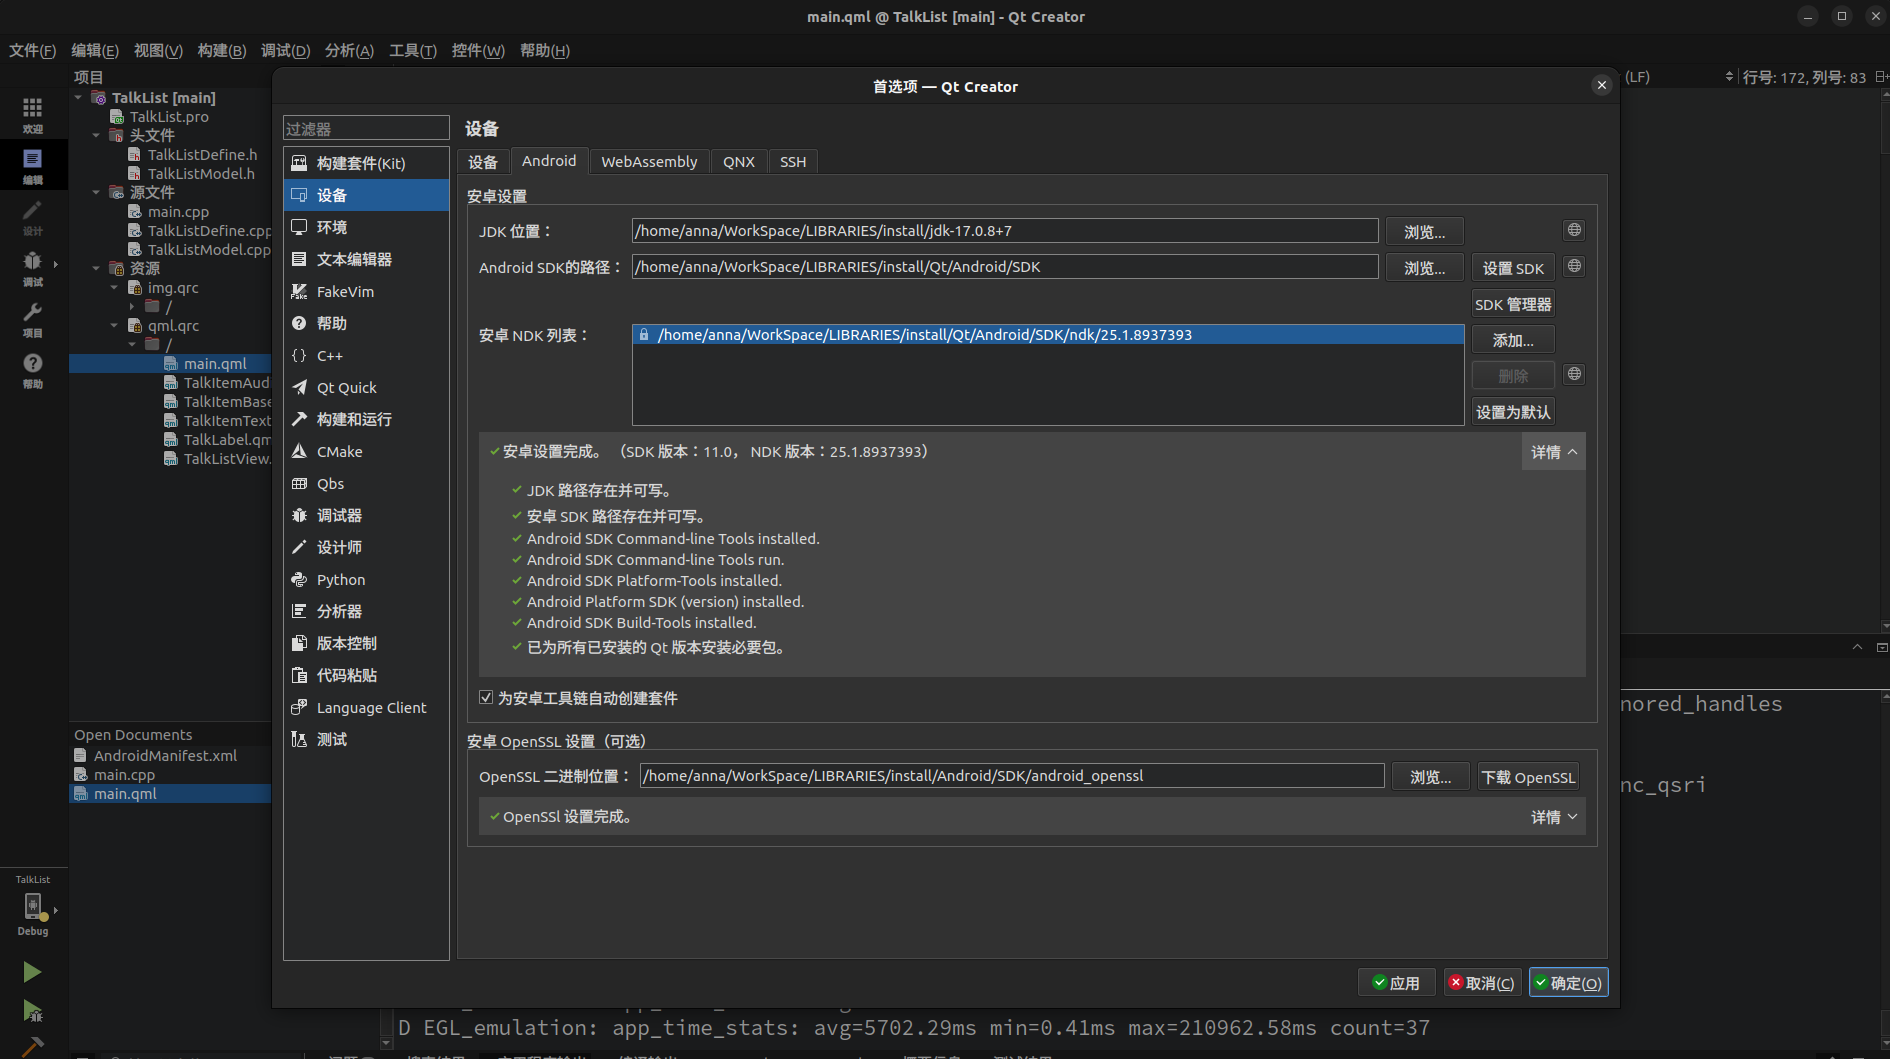 main.qml @ TalkList [main] - Qt Creator
文件(F) 编辑(E) 视图(V) 构建(B) 调试(D) 分析(A) 工具(T) 控件(W) 帮助(H)
项目
(LF)
行号: 172, 列号: 83
欢迎
编辑
设计
调试
项目
帮助
TalkList [main]
TalkList.pro
头文件
TalkListDefine.h
TalkListModel.h
源文件
main.cpp
TalkListDefine.cpp
TalkListModel.cpp
资源
img.qrc
/
qml.qrc
/
main.qml
TalkItemAud
TalkItemBase
TalkItemText
TalkLabel.qm
TalkListView.
Open Documents
AndroidManifest.xml
main.cpp
main.qml
TalkList
Debug
首选项 — Qt Creator
过滤器
构建套件(Kit)
设备
环境
文本编辑器
FakeVim
帮助
C++
Qt Quick
构建和运行
CMake
Qbs
调试器
设计师
Python
分析器
版本控制
代码粘贴
Language Client
测试
设备
设备 Android WebAssembly QNX SSH
安卓设置
JDK 位置： /home/anna/WorkSpace/LIBRARIES/install/jdk-17.0.8+7 浏览...
Android SDK的路径： /home/anna/WorkSpace/LIBRARIES/install/Qt/Android/SDK 浏览... 设置 SDK
SDK 管理器
安卓 NDK 列表： /home/anna/WorkSpace/LIBRARIES/install/Qt/Android/SDK/ndk/25.1.8937393
添加...
删除
设置为默认
安卓设置完成。 （SDK 版本：11.0， NDK 版本：25.1.8937393） 详情
JDK 路径存在并可写。
安卓 SDK 路径存在并可写。
Android SDK Command-line Tools installed.
Android SDK Command-line Tools run.
Android SDK Platform-Tools installed.
Android Platform SDK (version) installed.
Android SDK Build-Tools installed.
已为所有已安装的 Qt 版本安装必要包。
为安卓工具链自动创建套件
安卓 OpenSSL 设置（可选）
OpenSSL 二进制位置： /home/anna/WorkSpace/LIBRARIES/install/Android/SDK/android_openssl 浏览... 下载 OpenSSL
OpenSSl 设置完成。 详情
应用 取消(C) 确定(O)
nored_handles
nc_qsri
D EGL_emulation: app_time_stats: avg=5702.29ms min=0.41ms max=210962.58ms count=37